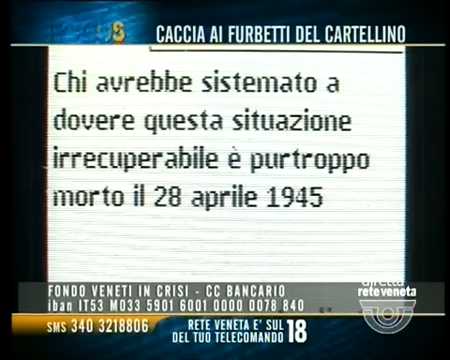 CACCIA AI FURBETTI DEL CARTELLINO
Chi avrebbe sistemato a
dovere questa situazione
irrecuperabile è purtroppo
morto il 28 aprile 1945
diretta
reteveneta
FONDO VENETI IN CRISI - CC BANCARIO
iban IT53 M033 5901 6001 0000 0078 840
SMS 340 3218806
RETE VENETA E' SUL
DEL TUO TELECOMANDO 18